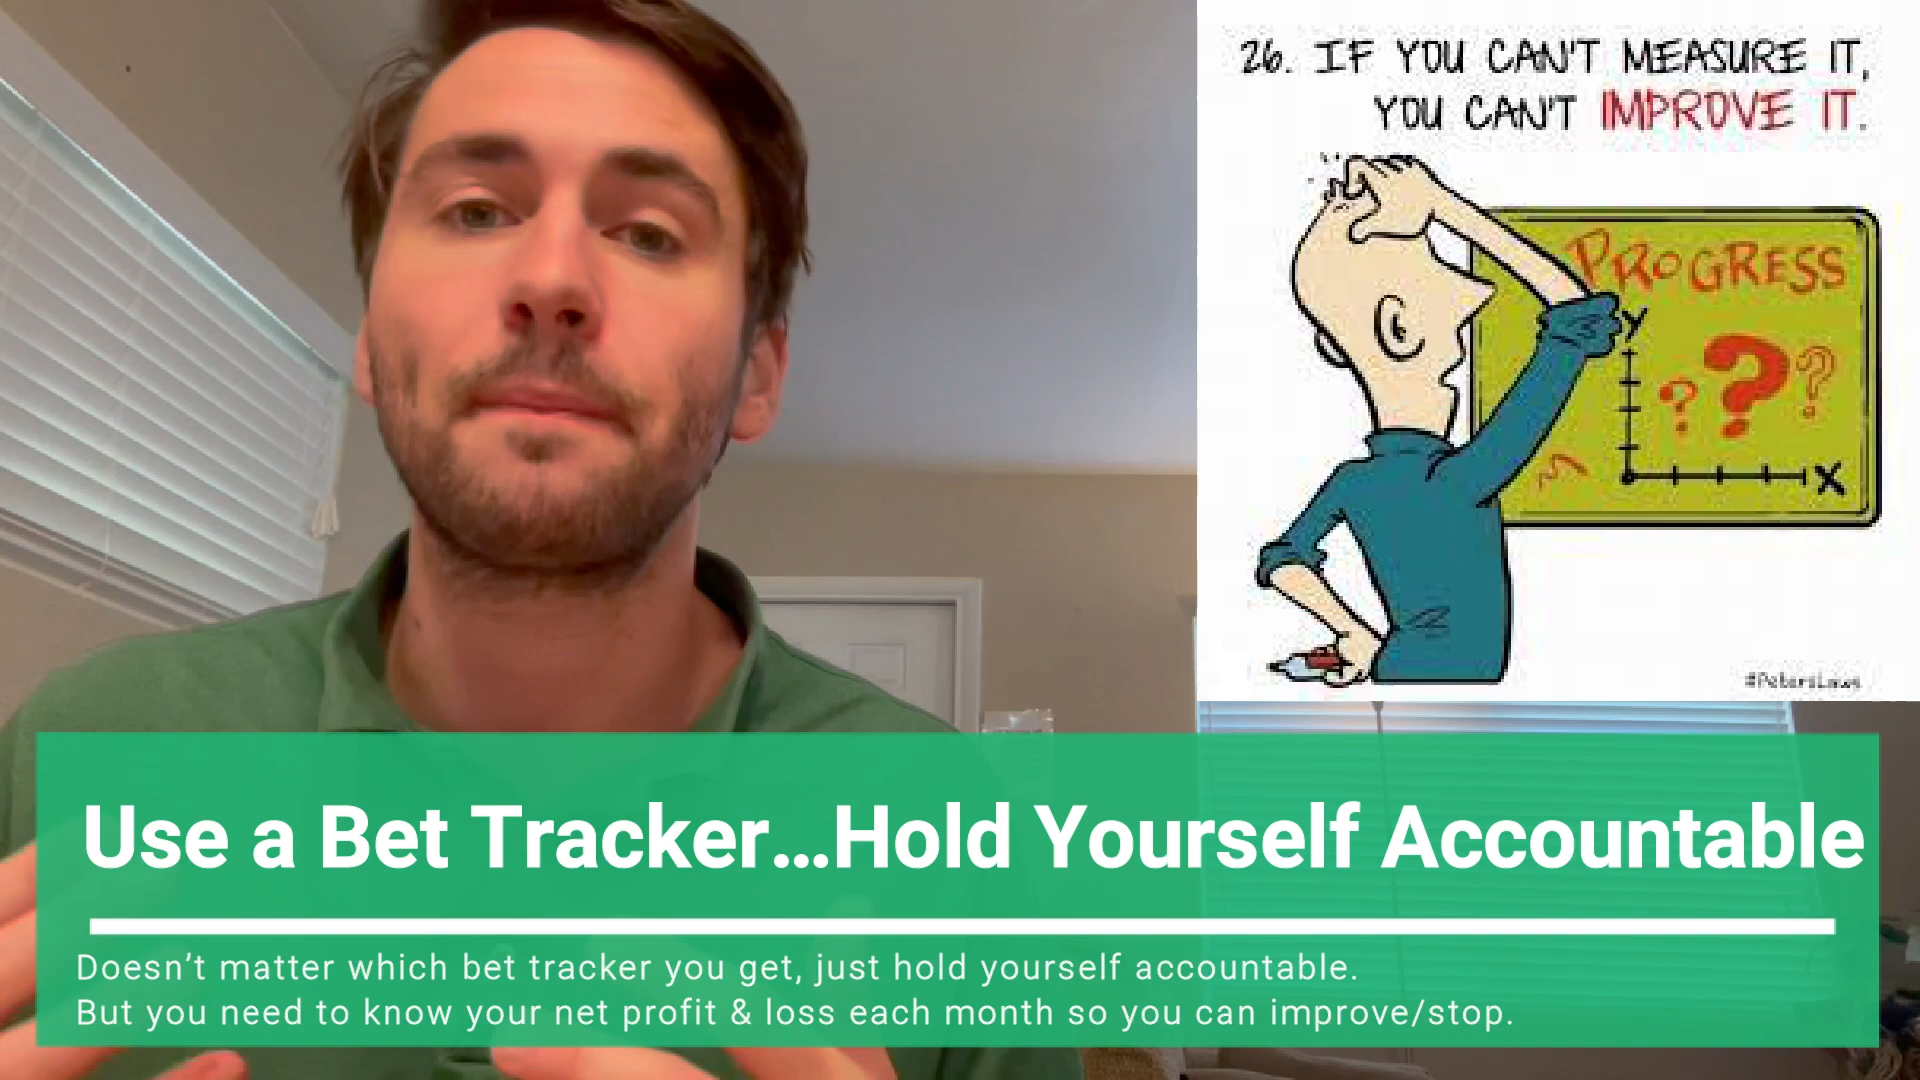 26. IF YOU CAN'T MEASURE IT,
YOU CAN'T IMPROVE IT.
PROGRESS
Y
? ? ?
X
#PetersLaws
Use a Bet Tracker...Hold Yourself Accountable
Doesn’t matter which bet tracker you get, just hold yourself accountable.
But you need to know your net profit & loss each month so you can improve/stop.